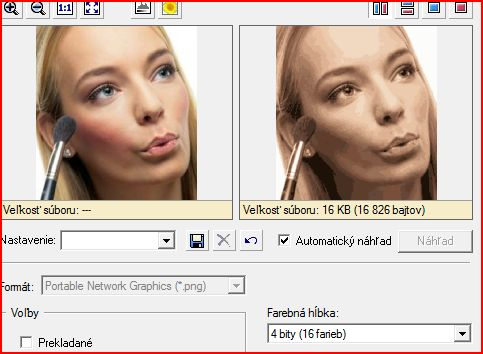 1:1
Veľkosť súboru: ---
Veľkosť súboru: 16 KB (16 826 bajtov)
Nastavenie:
Automatický náhľad
Náhľad
Formát:
Portable Network Graphics (*.png)
Voľby
Farebná hĺbka:
4 bity (16 farieb)
Prekladané